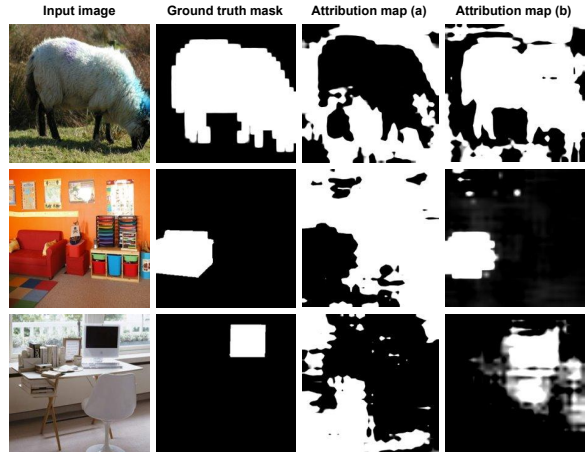 Input image
Ground truth mask
Attribution map (a)
Attribution map (b)